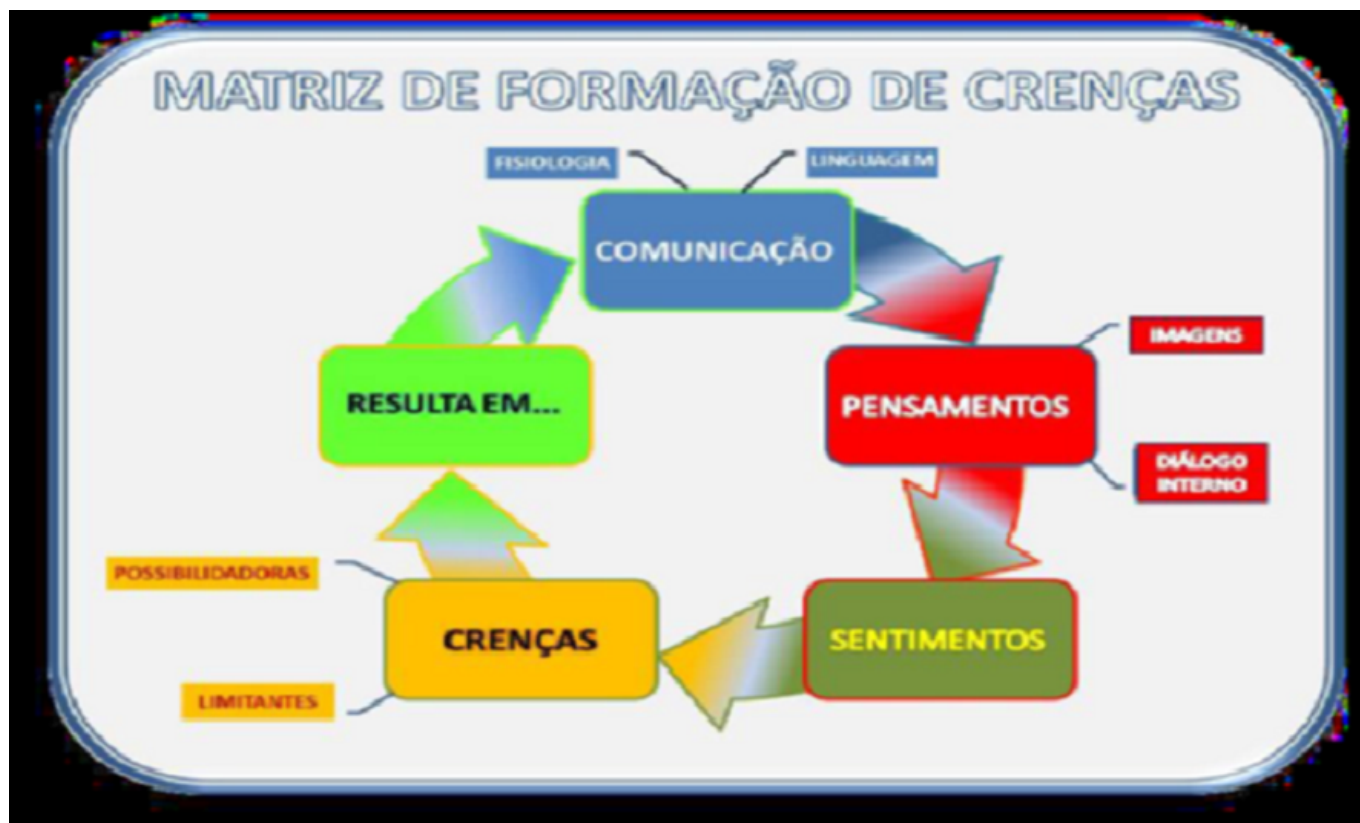 MATRIZ DE FORMAÇÃO DE CRENÇAS
FISIOLOGIA
LINGUAGEM
COMUNICAÇÃO
IMAGENS
PENSAMENTOS
DIÁLOGO
INTERNO
RESULTA EM...
SENTIMENTOS
CRENÇAS
POSSIBILIDADORAS
LIMITANTES